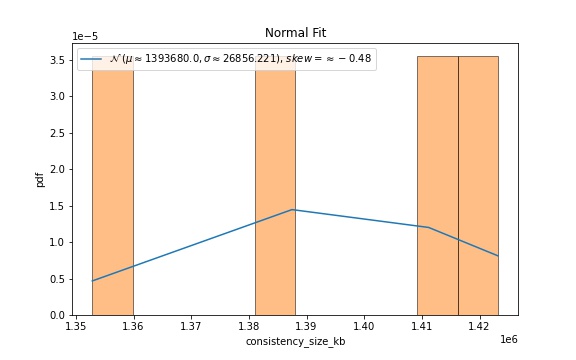 Normal Fit
1e−5
𝒩(μ ≈ 1393680.0, σ ≈ 26856.221), skew = ≈ −0.48
3.5
3.0
2.5
2.0
1.5
1.0
0.5
0.0
pdf
1.35 1.36 1.37 1.38 1.39 1.40 1.41 1.42
1e6
consistency_size_kb